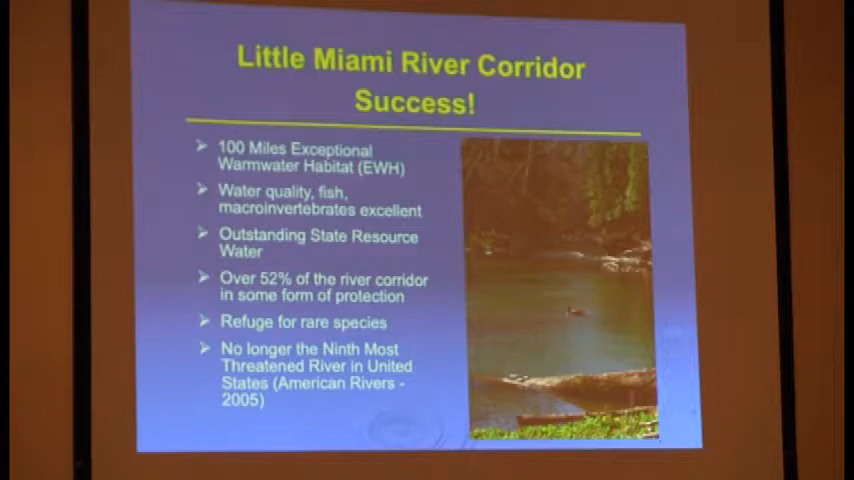 Little Miami River Corridor
Success!
100 Miles Exceptional
Warmwater Habitat (EWH)
Water quality, fish,
macroinvertebrates excellent
Outstanding State Resource
Water
Over 52% of the river corridor
in some form of protection
Refuge for rare species
No longer the Ninth Most
Threatened River in United
States (American Rivers -
2005)